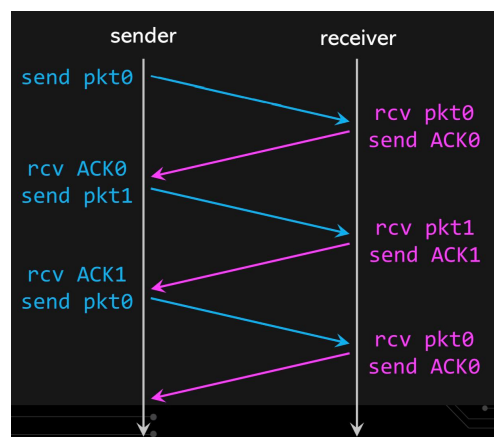 sender
receiver
send pkt0
rcv pkt0
send ACK0
rcv ACK0
send pkt1
rcv pkt1
send ACK1
rcv ACK1
send pkt0
rcv pkt0
send ACK0